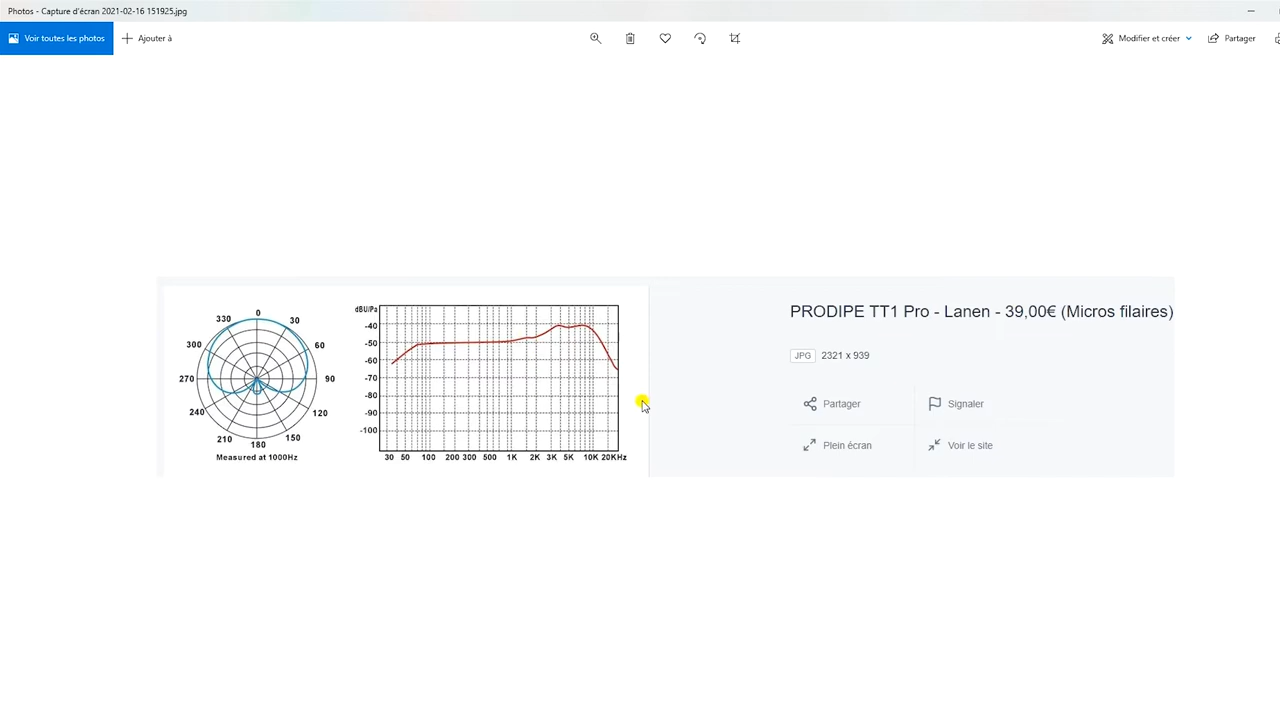 Photos - Capture d'écran 2021-02-16 151925.jpg
Voir toutes les photos
Ajouter à
Modifier et créer
Partager
0
330
30
300
60
270
90
240
120
210
150
180
Measured at 1000Hz
dBU/Pa
-40
-50
-60
-70
-80
-90
-100
30 50 100 200 300 500 1K 2K 3K 5K 10K 20KHz
PRODIPE TT1 Pro - Lanen - 39,00€ (Micros filaires)
JPG 2321 x 939
Partager
Signaler
Plein écran
Voir le site